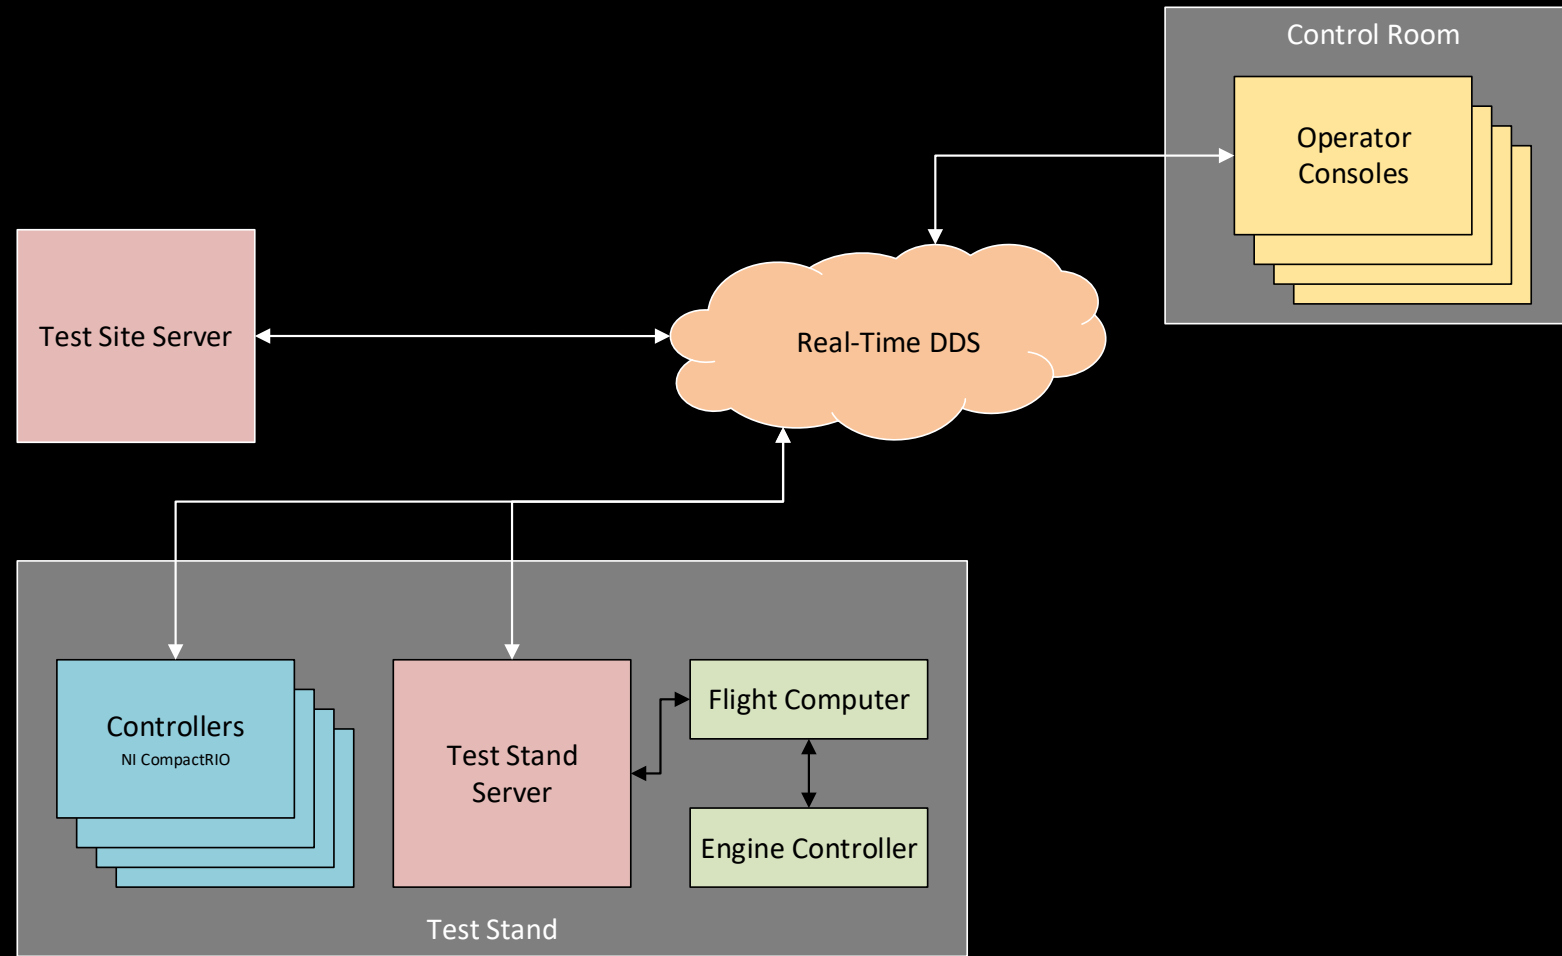 Control Room
Operator
Consoles
Test Site Server
Real-Time DDS
Controllers
NI CompactRIO
Test Stand
Server
Flight Computer
Engine Controller
Test Stand